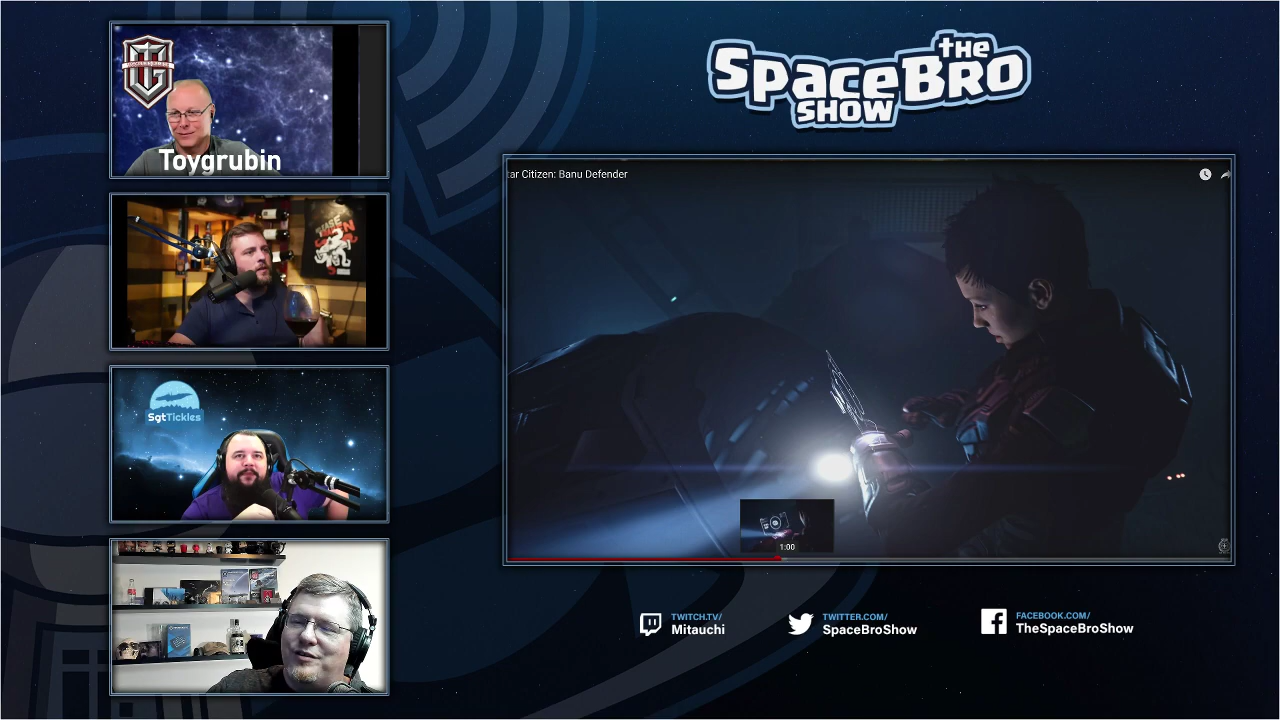 Toygrubin
SgtTickles
THE
SPACEBRO
SHOW
tar Citizen: Banu Defender
1:00
TWITCH.TV/
Mitauchi
TWITTER.COM/
SpaceBroShow
FACEBOOK.COM/
TheSpaceBroShow